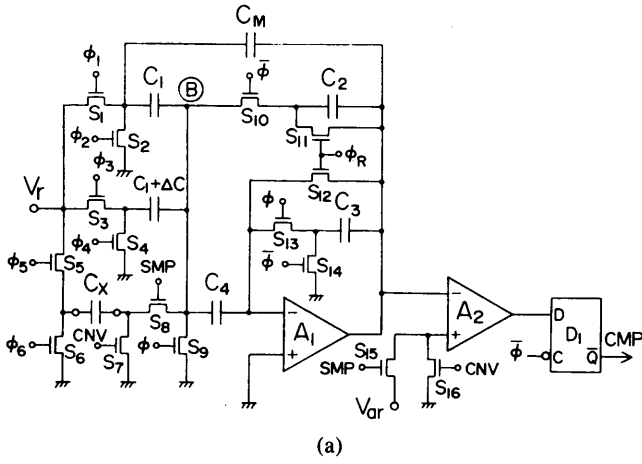 C_M
ϕ_1
C_1
B
ϕ̄
C_2
S_1
S_10
S_11
ϕ_2
S_2
ϕ_3
ϕ_R
C_1+ΔC
V_r
S_3
ϕ
S_12
C_3
ϕ_4
S_4
S_13
ϕ_5
S_5
SMP
ϕ̄
S_14
C_X
C_4
S_8
−
A_1
+
−
A_2
+
D
D_1
C
Q̄
CMP
ϕ̄
CNV
ϕ
ϕ_6
S_6
S_7
S_9
S_15
SMP
CNV
S_16
V_ar
(a)